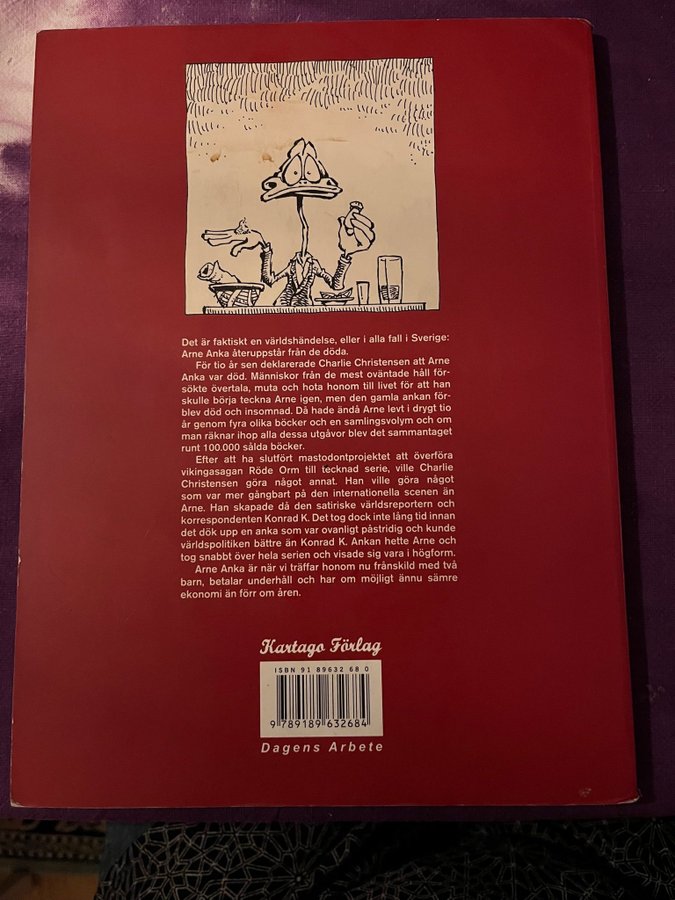 Det är faktiskt en världshändelse, eller i alla fall i Sverige:
Arne Anka återuppstår från de döda.
För tio år sen deklarerade Charlie Christensen att Arne
Anka var död. Människor från de mest oväntade håll för-
sökte övertala, muta och hota honom till livet för att han
skulle börja teckna Arne igen, men den gamla ankan för-
blev död och insomnad. Då hade ändå Arne levt i drygt tio
år genom fyra olika böcker och en samlingsvolym och om
man räknar ihop alla dessa utgåvor blev det sammantaget
runt 100.000 sålda böcker.
Efter att ha slutfört mastodontprojektet att överföra
vikingasagan Röde Orm till tecknad serie, ville Charlie
Christensen göra något annat. Han ville göra något
som var mer gångbart på den internationella scenen än
Arne. Han skapade då den satiriske världsreportern och
korrespondenten Konrad K. Det tog dock inte lång tid innan
det dök upp en anka som var ovanligt påstridig och kunde
världspolitiken bättre än Konrad K. Ankan hette Arne och
tog snabbt över hela serien och visade sig vara i högform.
Arne Anka är när vi träffar honom nu frånskild med två
barn, betalar underhåll och har om möjligt ännu sämre
ekonomi än förr om åren.
Kartago Förlag
ISBN 91 89632 68 0
9 789189 632684
Dagens Arbete